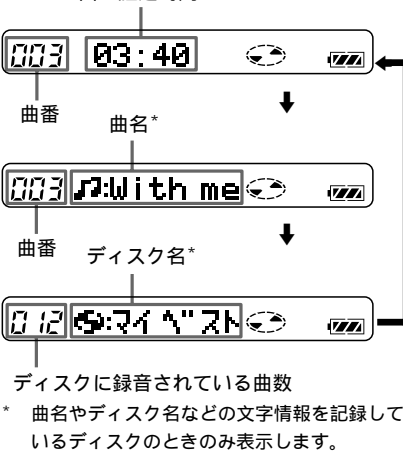 003 03:40
曲番
曲名*
003 ♪?:With me
曲番
ディスク名*
012 :マイ ベスト
ディスクに録音されている曲数
* 曲名やディスク名などの文字情報を記録して
いるディスクのときのみ表示します。